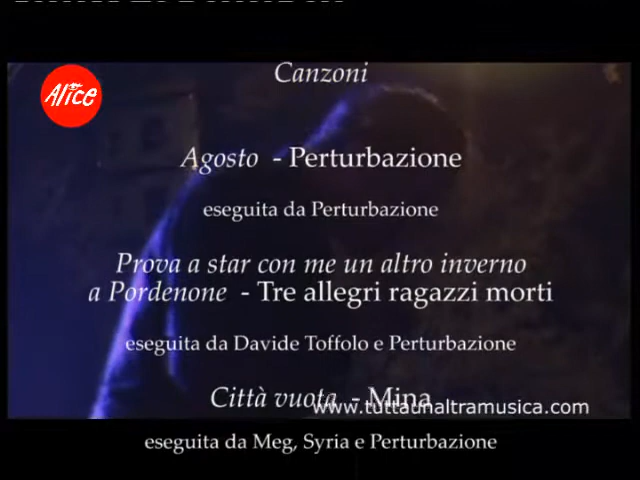 Canzoni
Alice
Agosto - Perturbazione
eseguita da Perturbazione
Prova a star con me un altro inverno
a Pordenone - Tre allegri ragazzi morti
eseguita da Davide Toffolo e Perturbazione
Città vuota - Mina
www.tuttaunaltramusica.com
eseguita da Meg, Syria e Perturbazione